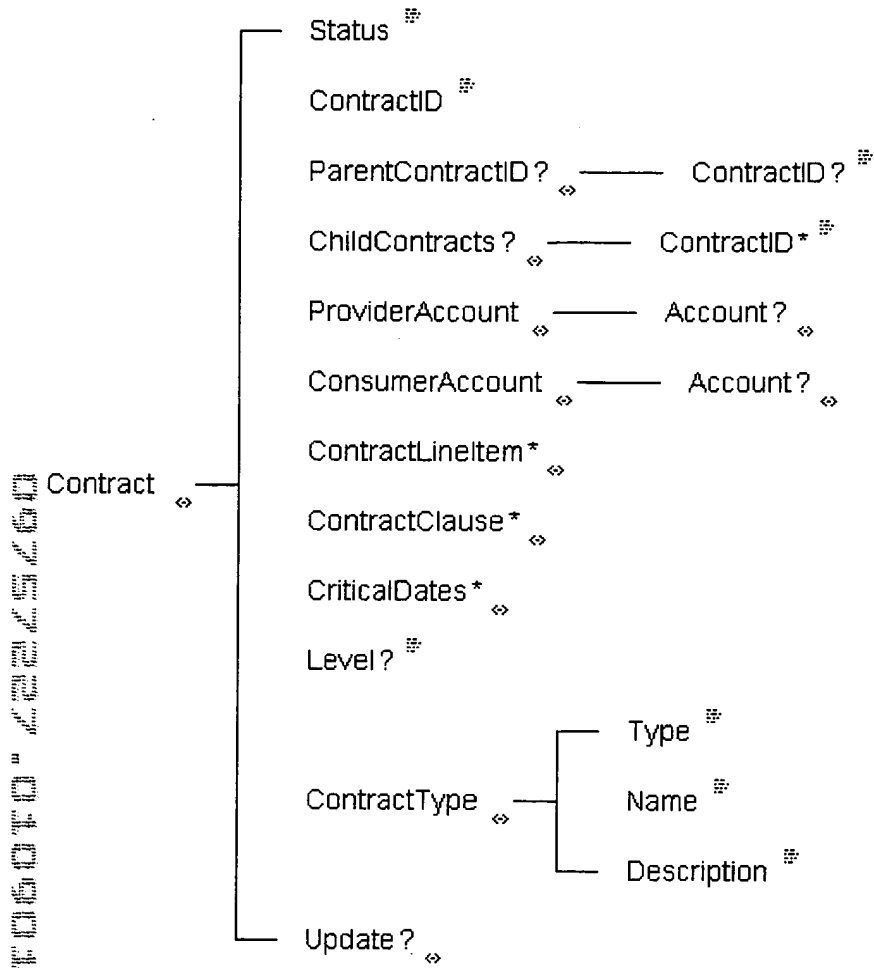 Status
ContractID
ParentContractID? ContractID?
ChildContracts? ContractID*
ProviderAccount Account?
ConsumerAccount Account?
ContractLineItem*
Contract
ContractClause*
CriticalDates*
Level?
Type
ContractType Name
Description
Update?